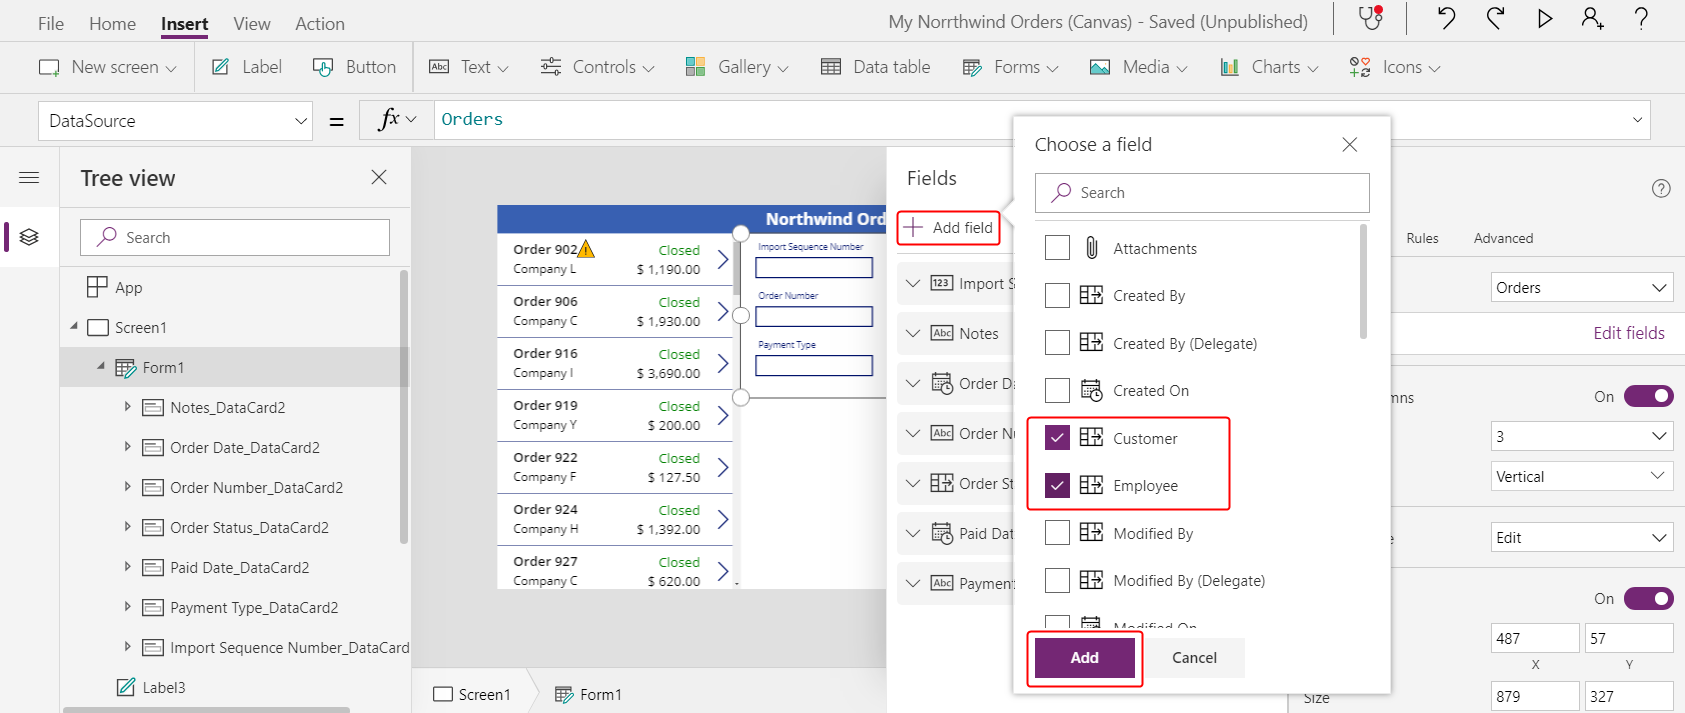 File Home Insert View Action
My Norrthwind Orders (Canvas) - Saved (Unpublished)
New screen Label Button Abc Text Controls Gallery Data table Forms Media Charts Icons
DataSource = fx Orders
Tree view
Search
App
Screen1
Form1
Notes_DataCard2
Order Date_DataCard2
Order Number_DataCard2
Order Status_DataCard2
Paid Date_DataCard2
Payment Type_DataCard2
Import Sequence Number_DataCard
Label3
Northwind Ord
Order 902 Closed
Company L $ 1,190.00
Order 906 Closed
Company C $ 1,930.00
Order 916 Closed
Company I $ 3,690.00
Order 919 Closed
Company Y $ 200.00
Order 922 Closed
Company F $ 127.50
Order 924 Closed
Company H $ 1,392.00
Order 927 Closed
Company C $ 620.00
Import Sequence Number
Order Number
Payment Type
Screen1 Form1
Fields
Add field
123 Import S
Abc Notes
Order Da
Abc Order Nu
Order St
Paid Dat
Abc Payment
Choose a field
Search
Attachments
Created By
Created By (Delegate)
Created On
Customer
Employee
Modified By
Modified By (Delegate)
Modified On
Add Cancel
?
Rules Advanced
Orders
Edit fields
mns On
3
Vertical
e Edit
On
487 57
X Y
Size 879 327